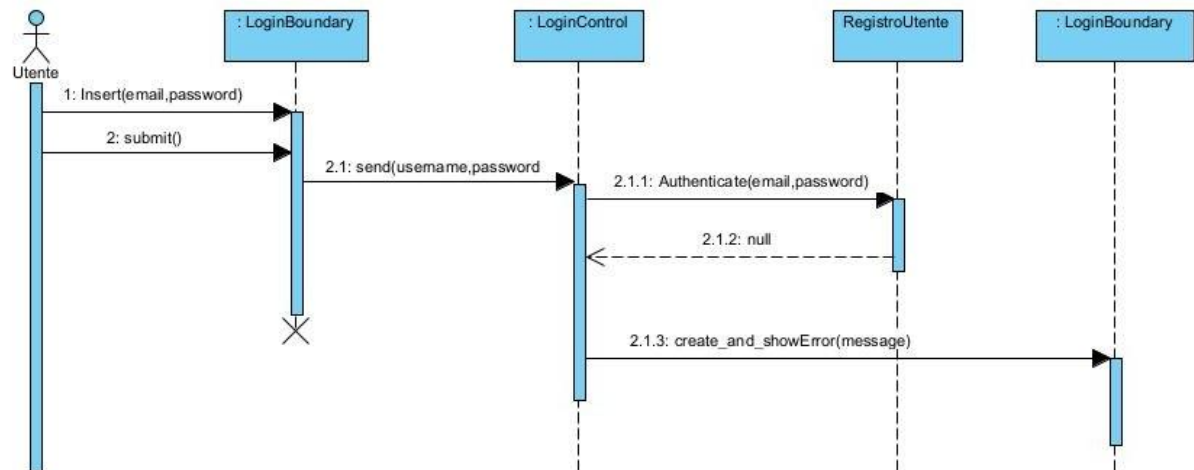 : LoginBoundary
: LoginControl
RegistroUtente
: LoginBoundary
Utente
1: Insert(email,password)
2: submit()
2.1: send(username,password
2.1.1: Authenticate(email,password)
2.1.2: null
2.1.3: create_and_showError(message)